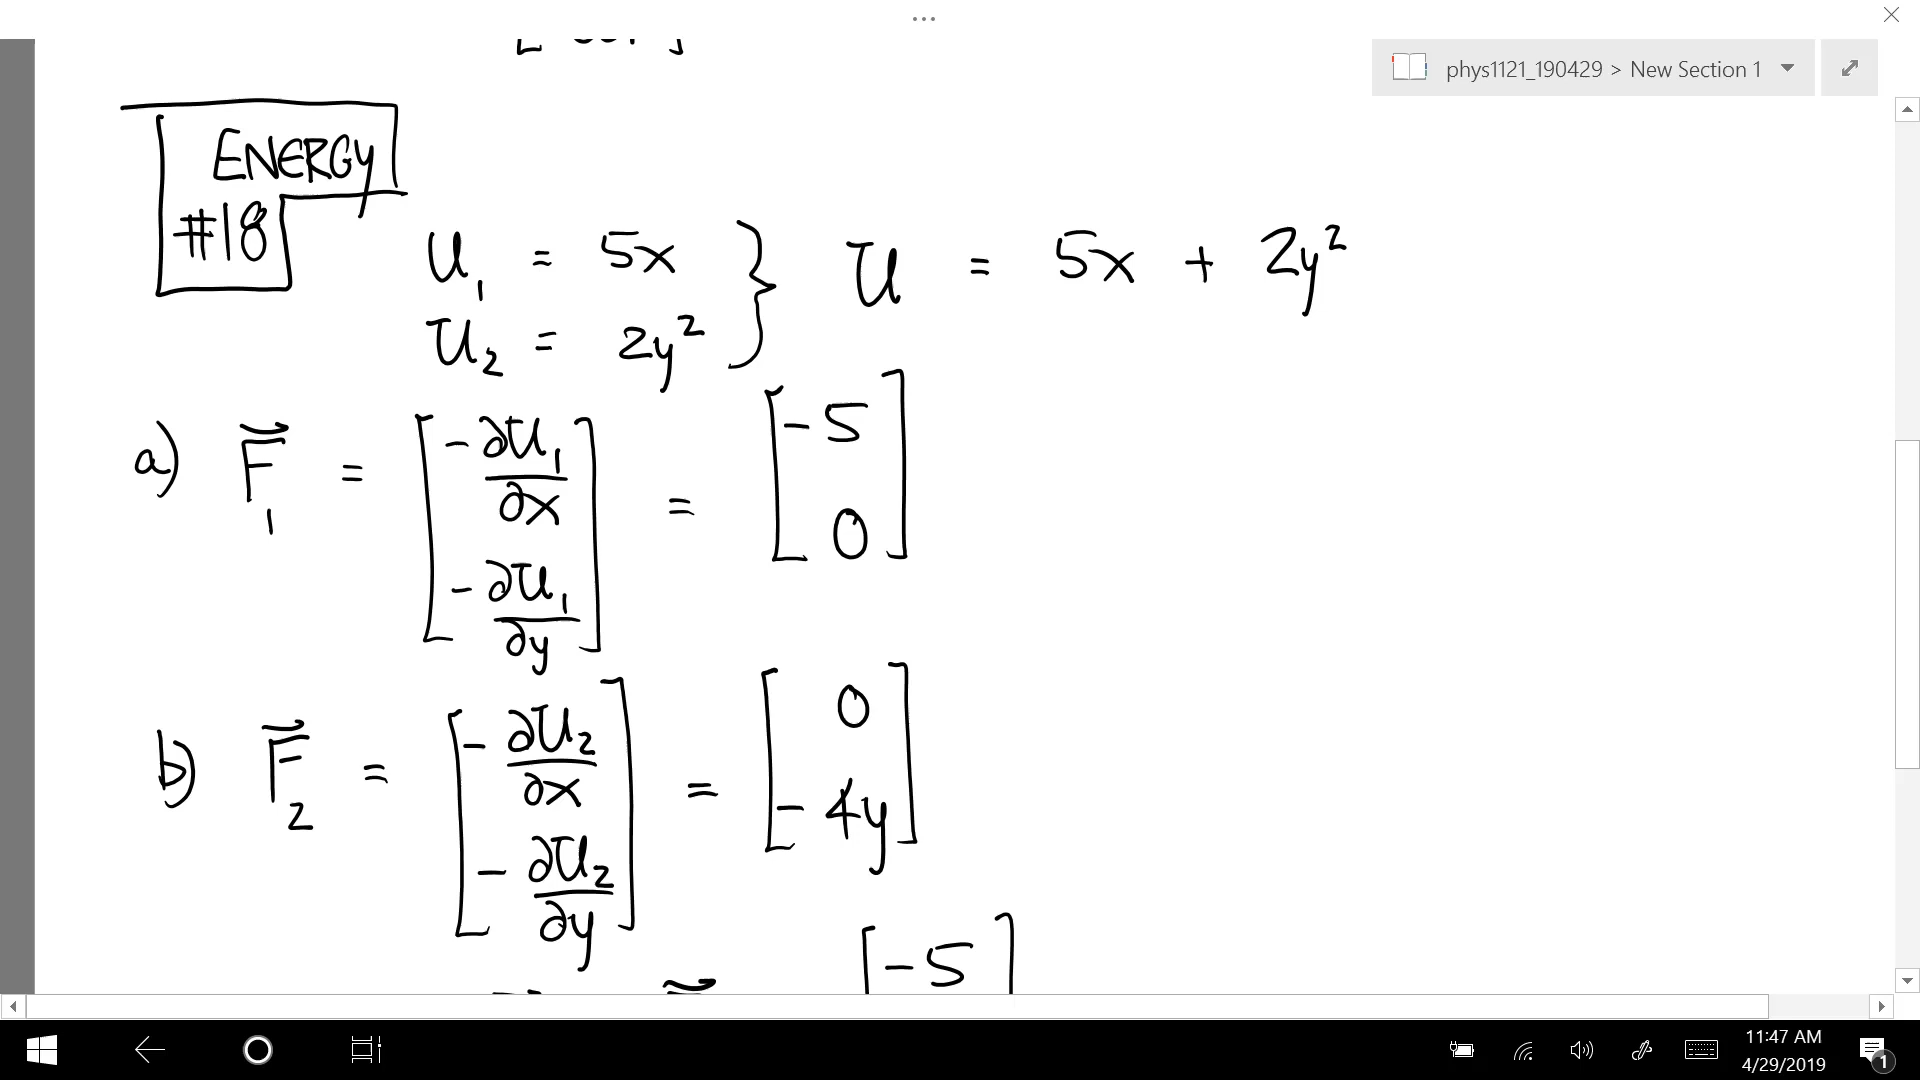 phys1121_190429 > New Section 1
ENERGY
#18
U₁ = 5x
U₂ = 2y²
U = 5x + 2y²
a) F⃗₁ = [ -∂U₁/∂x
-∂U₁/∂y ] = [ -5
0 ]
b) F⃗₂ = [ -∂U₂/∂x
-∂U₂/∂y ] = [ 0
-4y ]
[ -5 ]
11:47 AM
4/29/2019
1